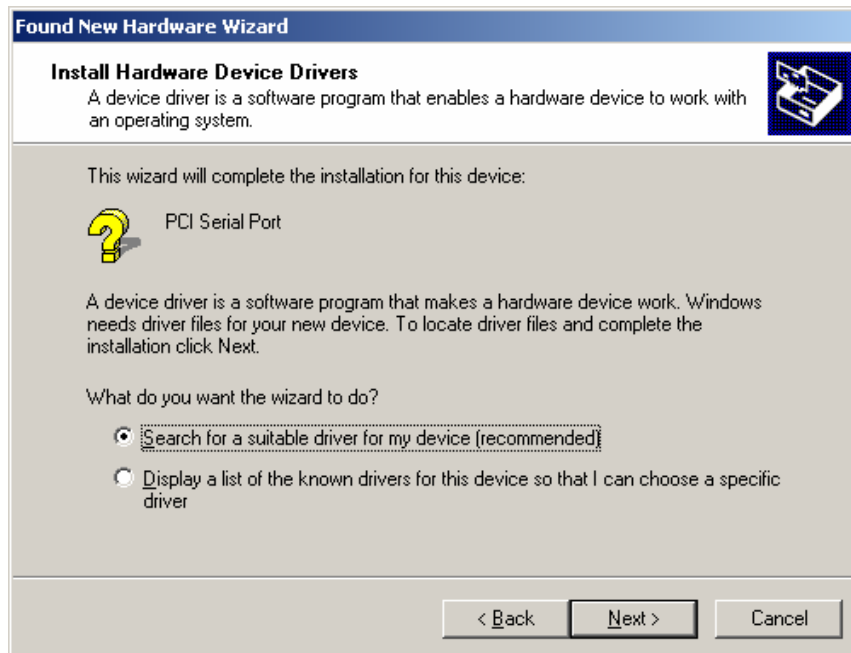 Found New Hardware Wizard
Install Hardware Device Drivers
A device driver is a software program that enables a hardware device to work with
an operating system.
This wizard will complete the installation for this device:
PCI Serial Port
A device driver is a software program that makes a hardware device work. Windows
needs driver files for your new device. To locate driver files and complete the
installation click Next.
What do you want the wizard to do?
Search for a suitable driver for my device (recommended)
Display a list of the known drivers for this device so that I can choose a specific
driver
< Back Next > Cancel